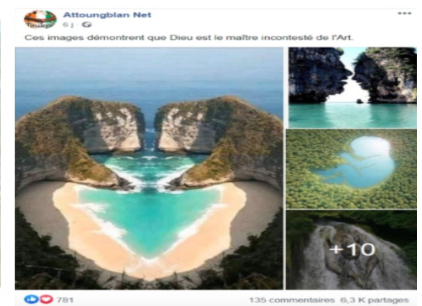 Attoungbian Net
6 j
Ces images démontrent que Dieu est le maître incontesté de l'Art.
+10
781
135 commentaires 6,3 K partages